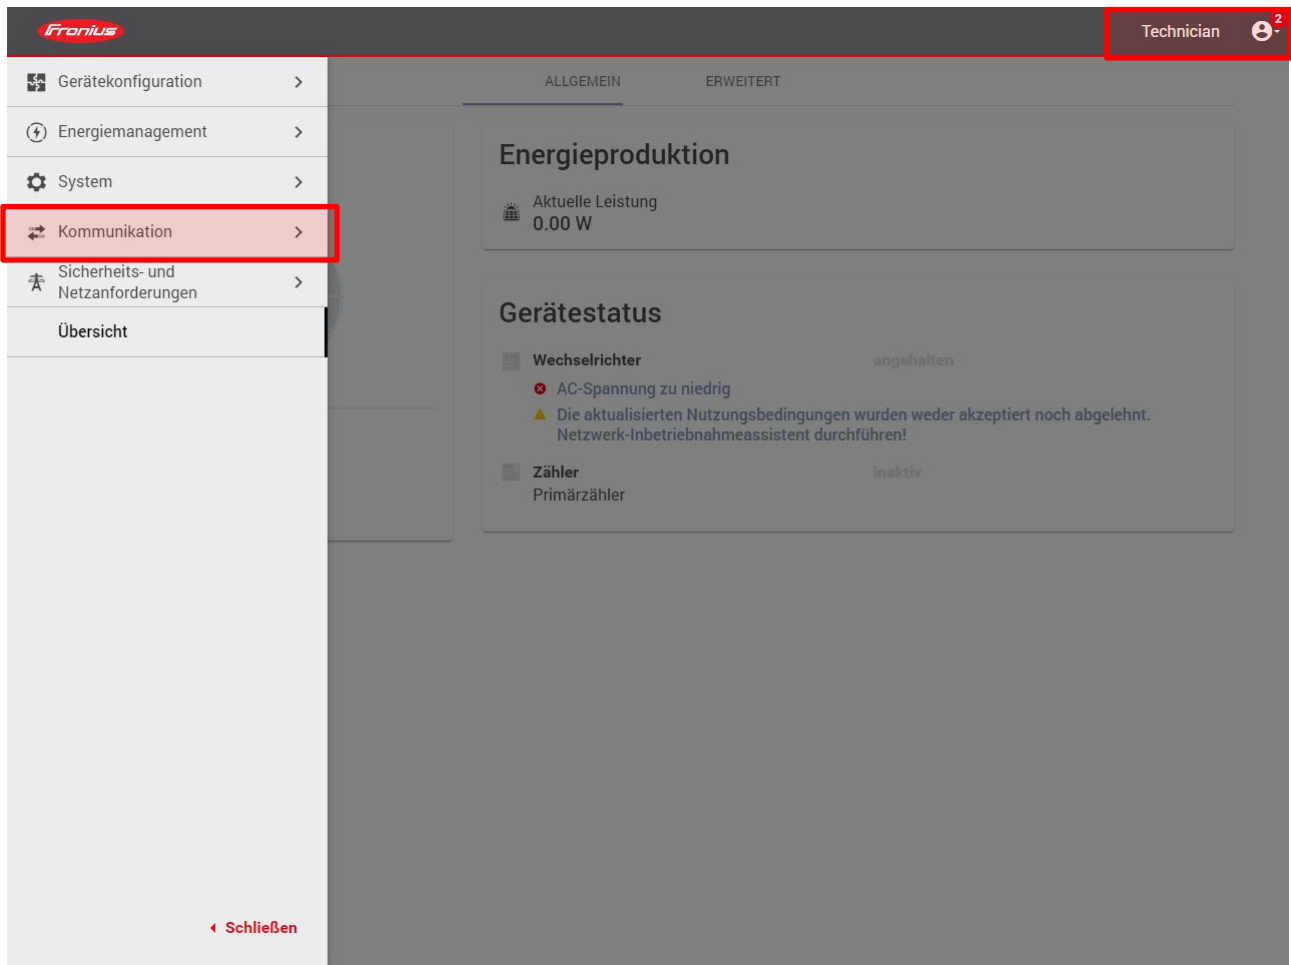 Fronius
Technician
2
Gerätekonfiguration
Energiemanagement
System
Kommunikation
Sicherheits- und
Netzanforderungen
Übersicht
Schließen
ALLGEMEIN
ERWEITERT
Energieproduktion
Aktuelle Leistung
0.00 W
Gerätestatus
Wechselrichter
angehalten
AC-Spannung zu niedrig
Die aktualisierten Nutzungsbedingungen wurden weder akzeptiert noch abgelehnt.
Netzwerk-Inbetriebnahmeassistent durchführen!
Zähler
inaktiv
Primärzähler